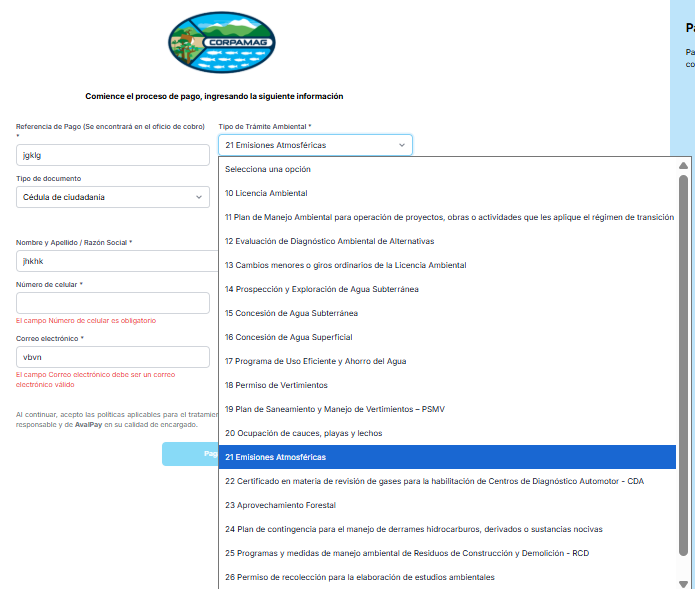 CORPAMAG
Comience el proceso de pago, ingresando la siguiente información
Referencia de Pago (Se encontrará en el oficio de cobro)
*
jgklg
Tipo de documento
Cédula de ciudadanía
Nombre y Apellido / Razón Social *
jhkhk
Número de celular *
El campo Número de celular es obligatorio
Correo electrónico *
vbvn
El campo Correo electrónico debe ser un correo
electrónico válido
Al continuar, acepto las políticas aplicables para el tratamien
responsable y de AvalPay en su calidad de encargado.
Pag
Tipo de Trámite Ambiental *
21 Emisiones Atmosféricas
Selecciona una opción
10 Licencia Ambiental
11 Plan de Manejo Ambiental para operación de proyectos, obras o actividades que les aplique el régimen de transición
12 Evaluación de Diagnóstico Ambiental de Alternativas
13 Cambios menores o giros ordinarios de la Licencia Ambiental
14 Prospección y Exploración de Agua Subterránea
15 Concesión de Agua Subterránea
16 Concesión de Agua Superficial
17 Programa de Uso Eficiente y Ahorro del Agua
18 Permiso de Vertimientos
19 Plan de Saneamiento y Manejo de Vertimientos – PSMV
20 Ocupación de cauces, playas y lechos
21 Emisiones Atmosféricas
22 Certificado en materia de revisión de gases para la habilitación de Centros de Diagnóstico Automotor - CDA
23 Aprovechamiento Forestal
24 Plan de contingencia para el manejo de derrames hidrocarburos, derivados o sustancias nocivas
25 Programas y medidas de manejo ambiental de Residuos de Construcción y Demolición - RCD
26 Permiso de recolección para la elaboración de estudios ambientales
Pa
Pa
co